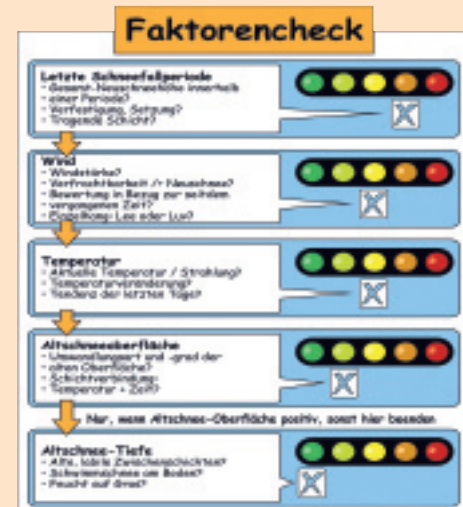 Faktorencheck
Letzte Schneefallperiode
- Gesamt-Neuschneehöhe innerhalb
- einer Periode?
- Verfestigung, Setzung?
- Tragende Schicht?
Wind
- Windstärke?
- Verfrachtbarkeit /r Neuschnee?
- Bewertung in Bezug zur seitdem
- vergangenen Zeit?
- Einzelhang: Lee oder Luv?
Temperatur
- Aktuelle Temperatur / Strahlung?
- Temperaturveränderung?
- Tendenz der letzten Tage?
Altschneeoberfläche
- Umwandlungsart und -grad der
- alten Oberfläche?
- Schichtverbindung:
- Temperatur + Zeit?
Nur, wenn Altschnee-Oberfläche positiv, sonst hier beenden
Altschnee-Tiefe
- Alte, labile Zwischenschichten?
- Schwimmschnee am Boden?
- Feucht auf Gras?